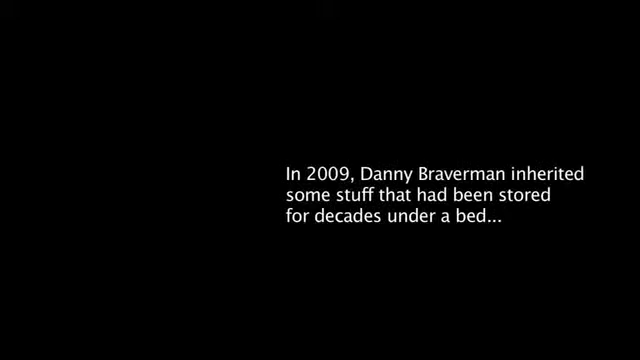 In 2009, Danny Braverman inherited
some stuff that had been stored
for decades under a bed...